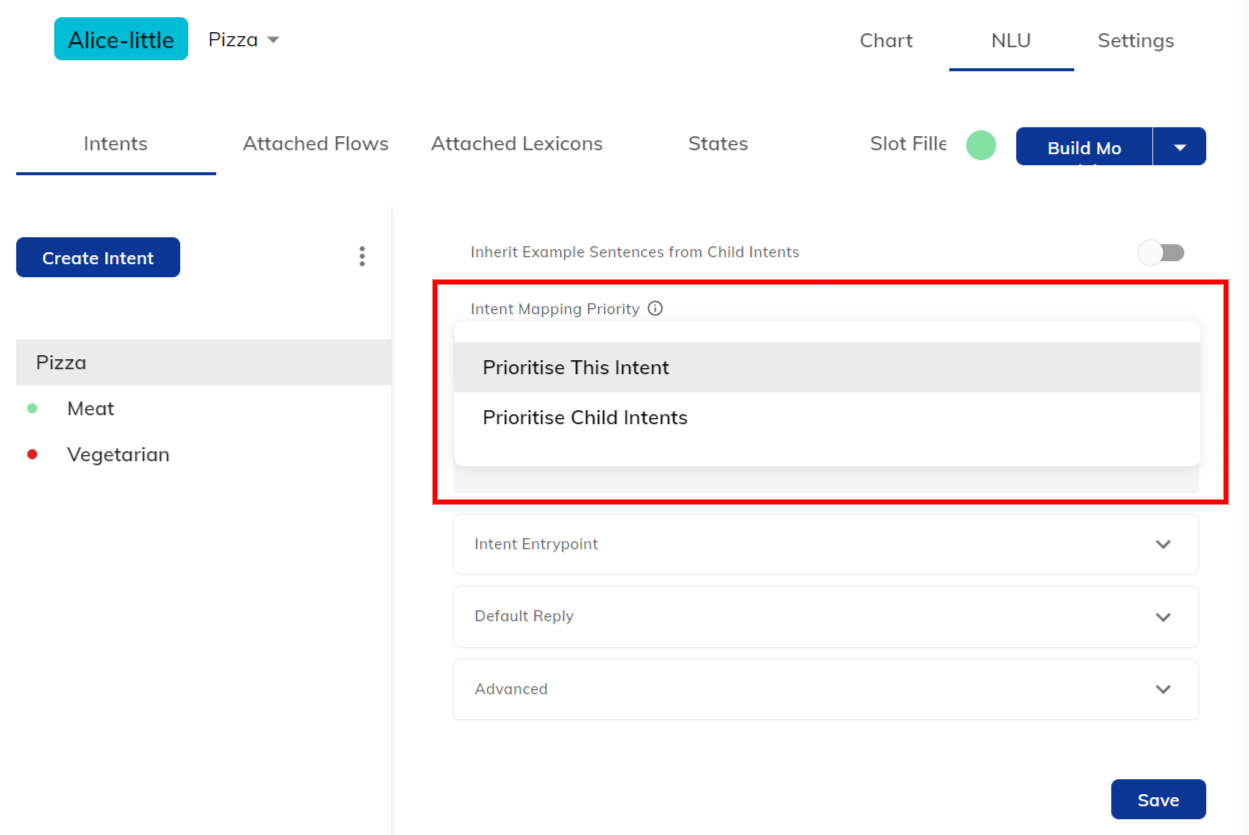 Alice-little Pizza Chart NLU Settings
Intents Attached Flows Attached Lexicons States Slot Fille Build Mo
Create Intent
Inherit Example Sentences from Child Intents
Intent Mapping Priority
Pizza
Prioritise This Intent
Meat
Prioritise Child Intents
Vegetarian
Intent Entrypoint
Default Reply
Advanced
Save